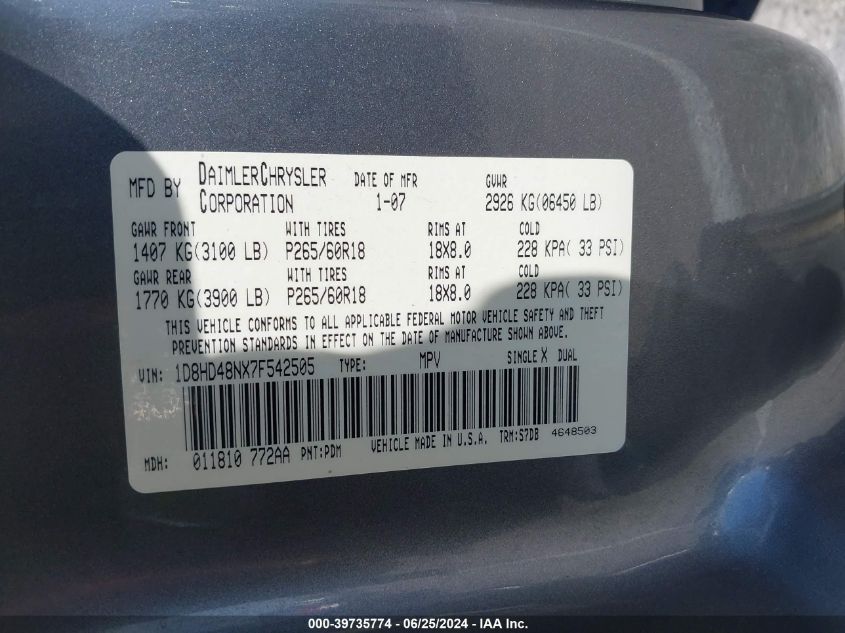 MFD BY DAIMLERCHRYSLER CORPORATION DATE OF MFR 1-07 GVWR 2926 KG(06450 LB)
GAWR FRONT WITH TIRES RIMS AT COLD
1407 KG(3100 LB) P265/60R18 18X8.0 228 KPA( 33 PSI)
GAWR REAR WITH TIRES RIMS AT COLD
1770 KG(3900 LB) P265/60R18 18X8.0 228 KPA( 33 PSI)
THIS VEHICLE CONFORMS TO ALL APPLICABLE FEDERAL MOTOR VEHICLE SAFETY AND THEFT
PREVENTION STANDARDS IN EFFECT ON THE DATE OF MANUFACTURE SHOWN ABOVE.
VIN: 1D8HD48NX7F542505 TYPE: MPV SINGLE X DUAL
MDH: 011810 772AA PNT:PDM VEHICLE MADE IN U.S.A. TRM:S7DB 4648503
000-39735774 - 06/25/2024 - IAAI.com